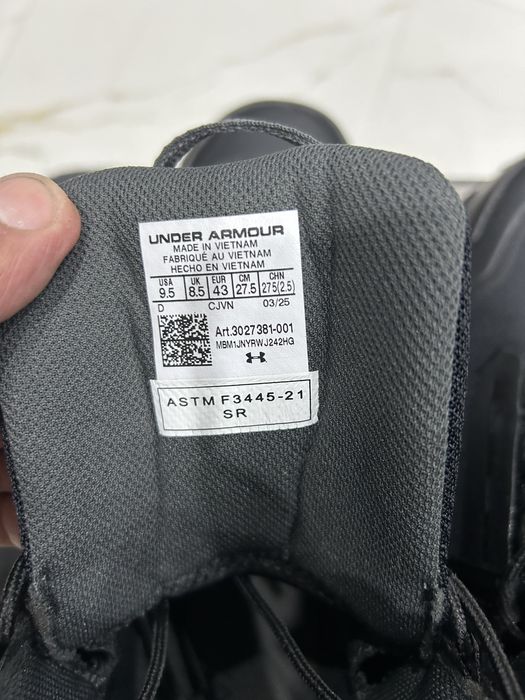 UNDER ARMOUR
MADE IN VIETNAM
FABRIQUÉ AU VIETNAM
HECHO EN VIETNAM
USA UK EUR CM CHN
9.5 8.5 43 27.5 275(2.5)
D CJVN 03/25
Art.3027381-001
MBM1JNYRWJ242HG
ASTM F3445-21
SR